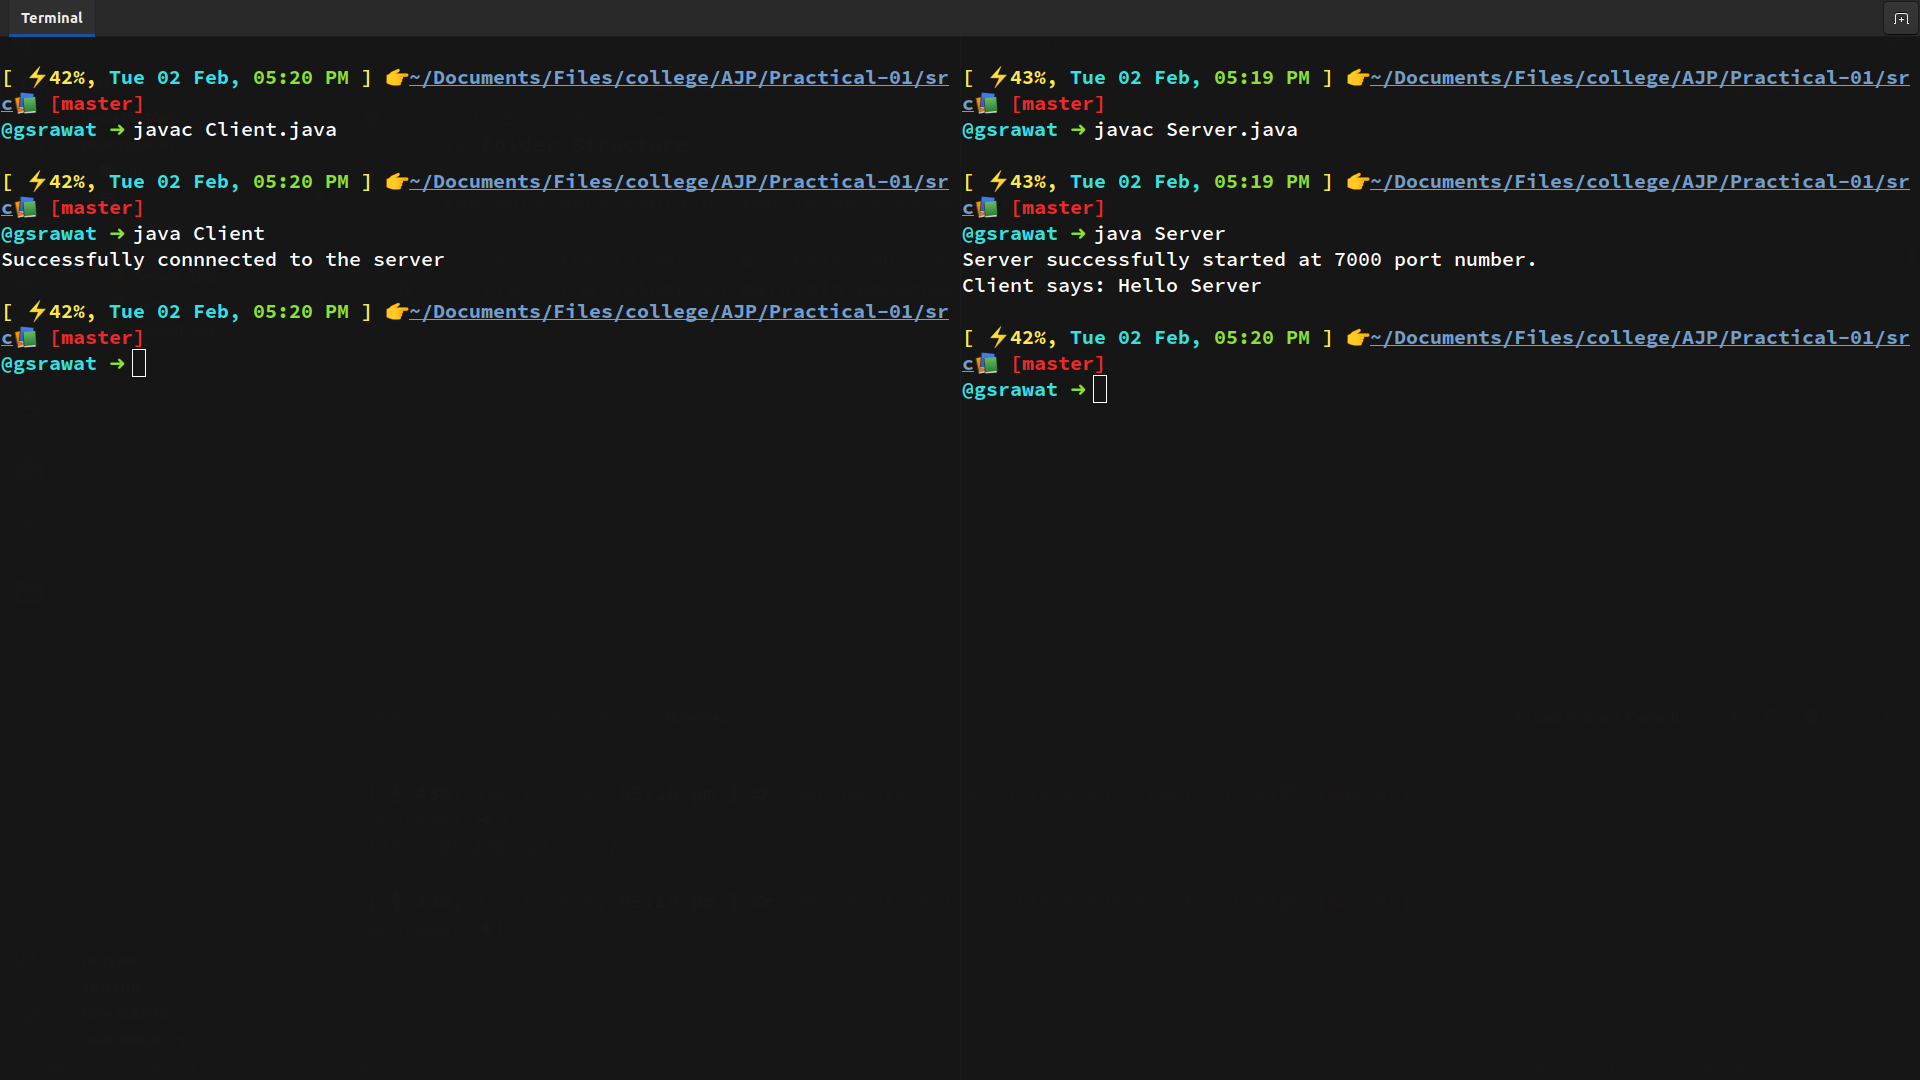 Terminal
[ ⚡42%, Tue 02 Feb, 05:20 PM ] 👉~/Documents/Files/college/AJP/Practical-01/sr
c [master]
@gsrawat ➜ javac Client.java
[ ⚡42%, Tue 02 Feb, 05:20 PM ] 👉~/Documents/Files/college/AJP/Practical-01/sr
c [master]
@gsrawat ➜ java Client
Successfully connnected to the server
[ ⚡42%, Tue 02 Feb, 05:20 PM ] 👉~/Documents/Files/college/AJP/Practical-01/sr
c [master]
@gsrawat ➜
[ ⚡43%, Tue 02 Feb, 05:19 PM ] 👉~/Documents/Files/college/AJP/Practical-01/sr
c [master]
@gsrawat ➜ javac Server.java
[ ⚡43%, Tue 02 Feb, 05:19 PM ] 👉~/Documents/Files/college/AJP/Practical-01/sr
c [master]
@gsrawat ➜ java Server
Server successfully started at 7000 port number.
Client says: Hello Server
[ ⚡42%, Tue 02 Feb, 05:20 PM ] 👉~/Documents/Files/college/AJP/Practical-01/sr
c [master]
@gsrawat ➜